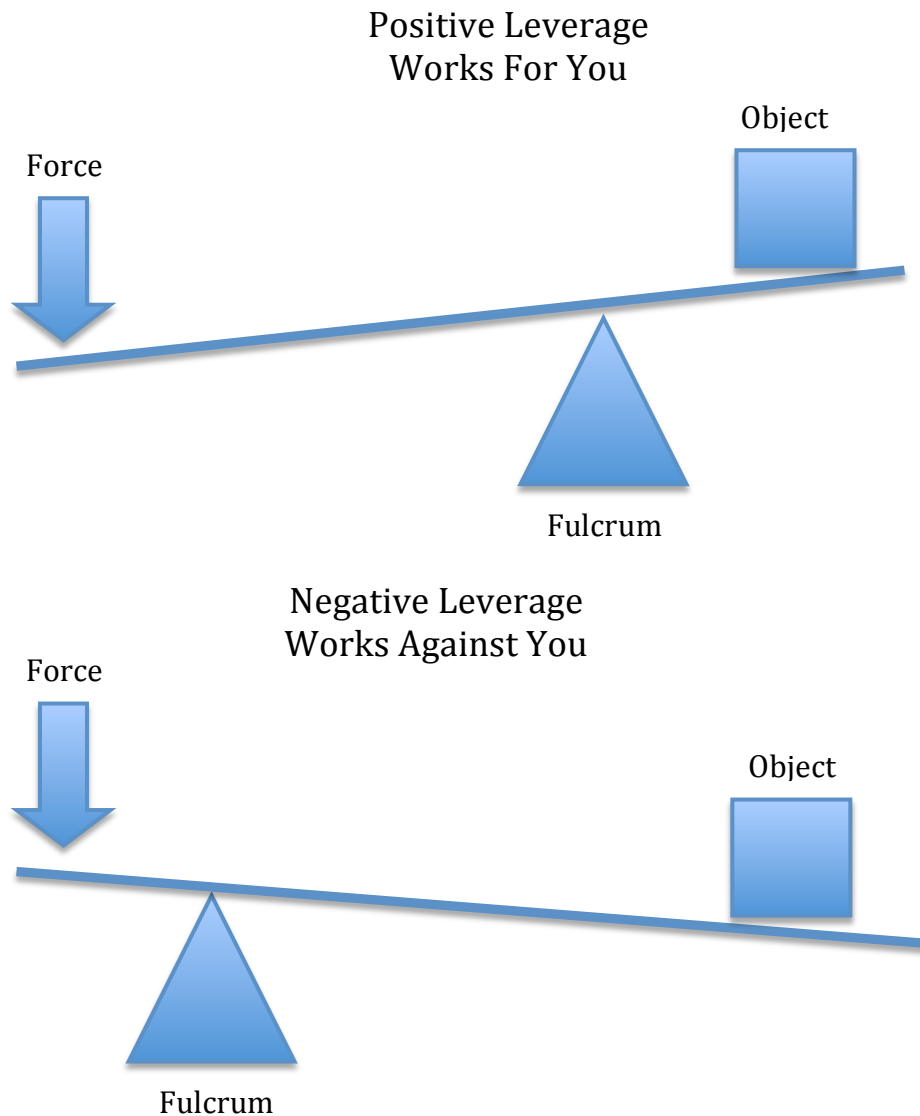 Positive Leverage
Works For You
Object
Force
Fulcrum
Negative Leverage
Works Against You
Force
Object
Fulcrum